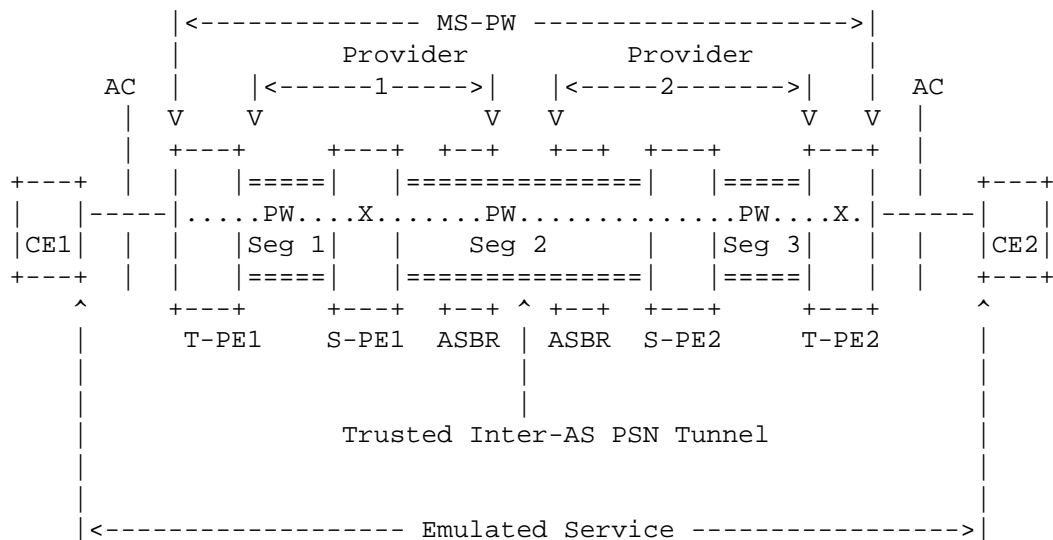 |<-------------- MS-PW --------------------->|
|          Provider        Provider          |
AC   |    |<------1----->|   |<-----2------->|   |  AC
|  V    V              V   V               V   V  |
|  +---+     +---+  +--+   +--+  +---+     +---+  |
+---+   |  |   |=====|   |===============|   |=====|   |  |   +---+
|   |-----|.....PW....X.......PW...............PW....X.|------|   |
|CE1|  |  |   |Seg 1|   |    Seg 2      |   |Seg 3|   |  |   |CE2|
+---+  |  |   |=====|   |===============|   |=====|   |  |   +---+
^      +---+     +---+  +--+ ^ +--+  +---+     +---+      ^
|      T-PE1     S-PE1  ASBR | ASBR  S-PE2     T-PE2      |
|                            |                            |
|                            |                            |
|                            |                            |
|                Trusted Inter-AS PSN Tunnel              |
|                                                         |
|                                                         |
|<------------------- Emulated Service ----------------->|